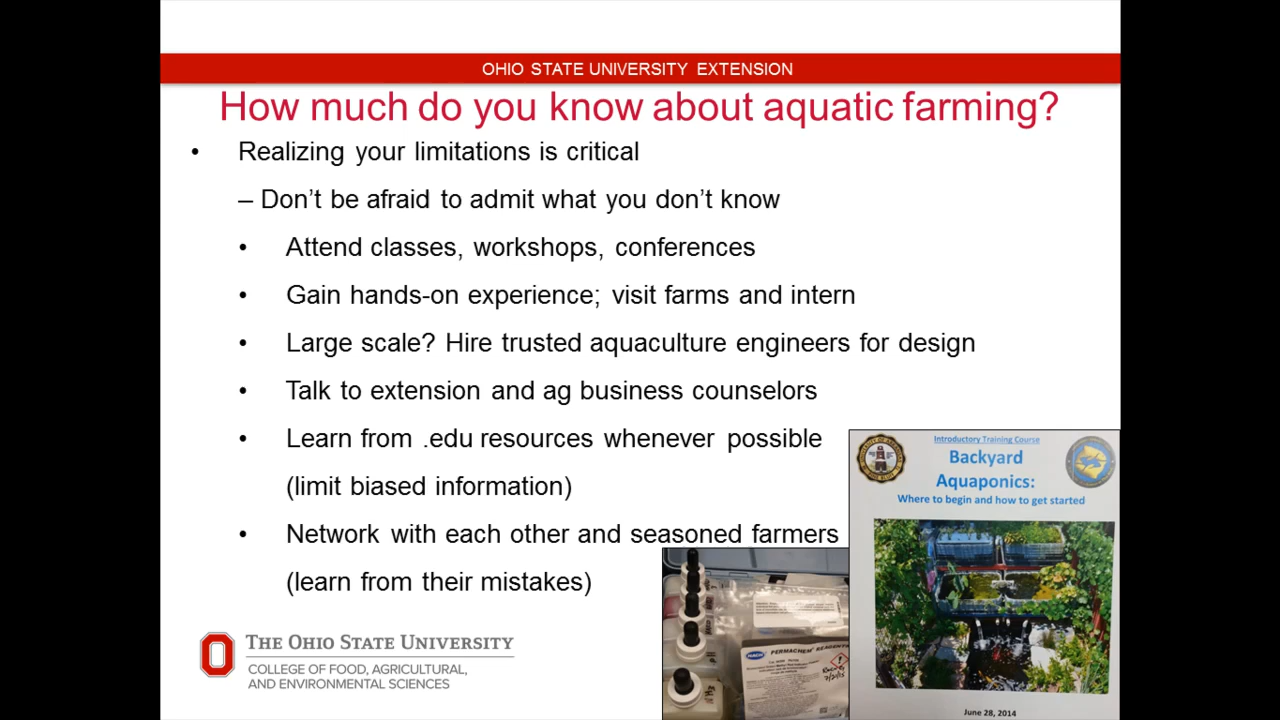 OHIO STATE UNIVERSITY EXTENSION
How much do you know about aquatic farming?
• Realizing your limitations is critical
– Don't be afraid to admit what you don't know
• Attend classes, workshops, conferences
• Gain hands-on experience; visit farms and intern
• Large scale? Hire trusted aquaculture engineers for design
• Talk to extension and ag business counselors
• Learn from .edu resources whenever possible
(limit biased information)
• Network with each other and seasoned farmers
(learn from their mistakes)
THE OHIO STATE UNIVERSITY
COLLEGE OF FOOD, AGRICULTURAL,
AND ENVIRONMENTAL SCIENCES
Introductory Training Course
Backyard
Aquaponics:
Where to begin and how to get started
June 28, 2014
HACH
PERMACHEM REAGENTS